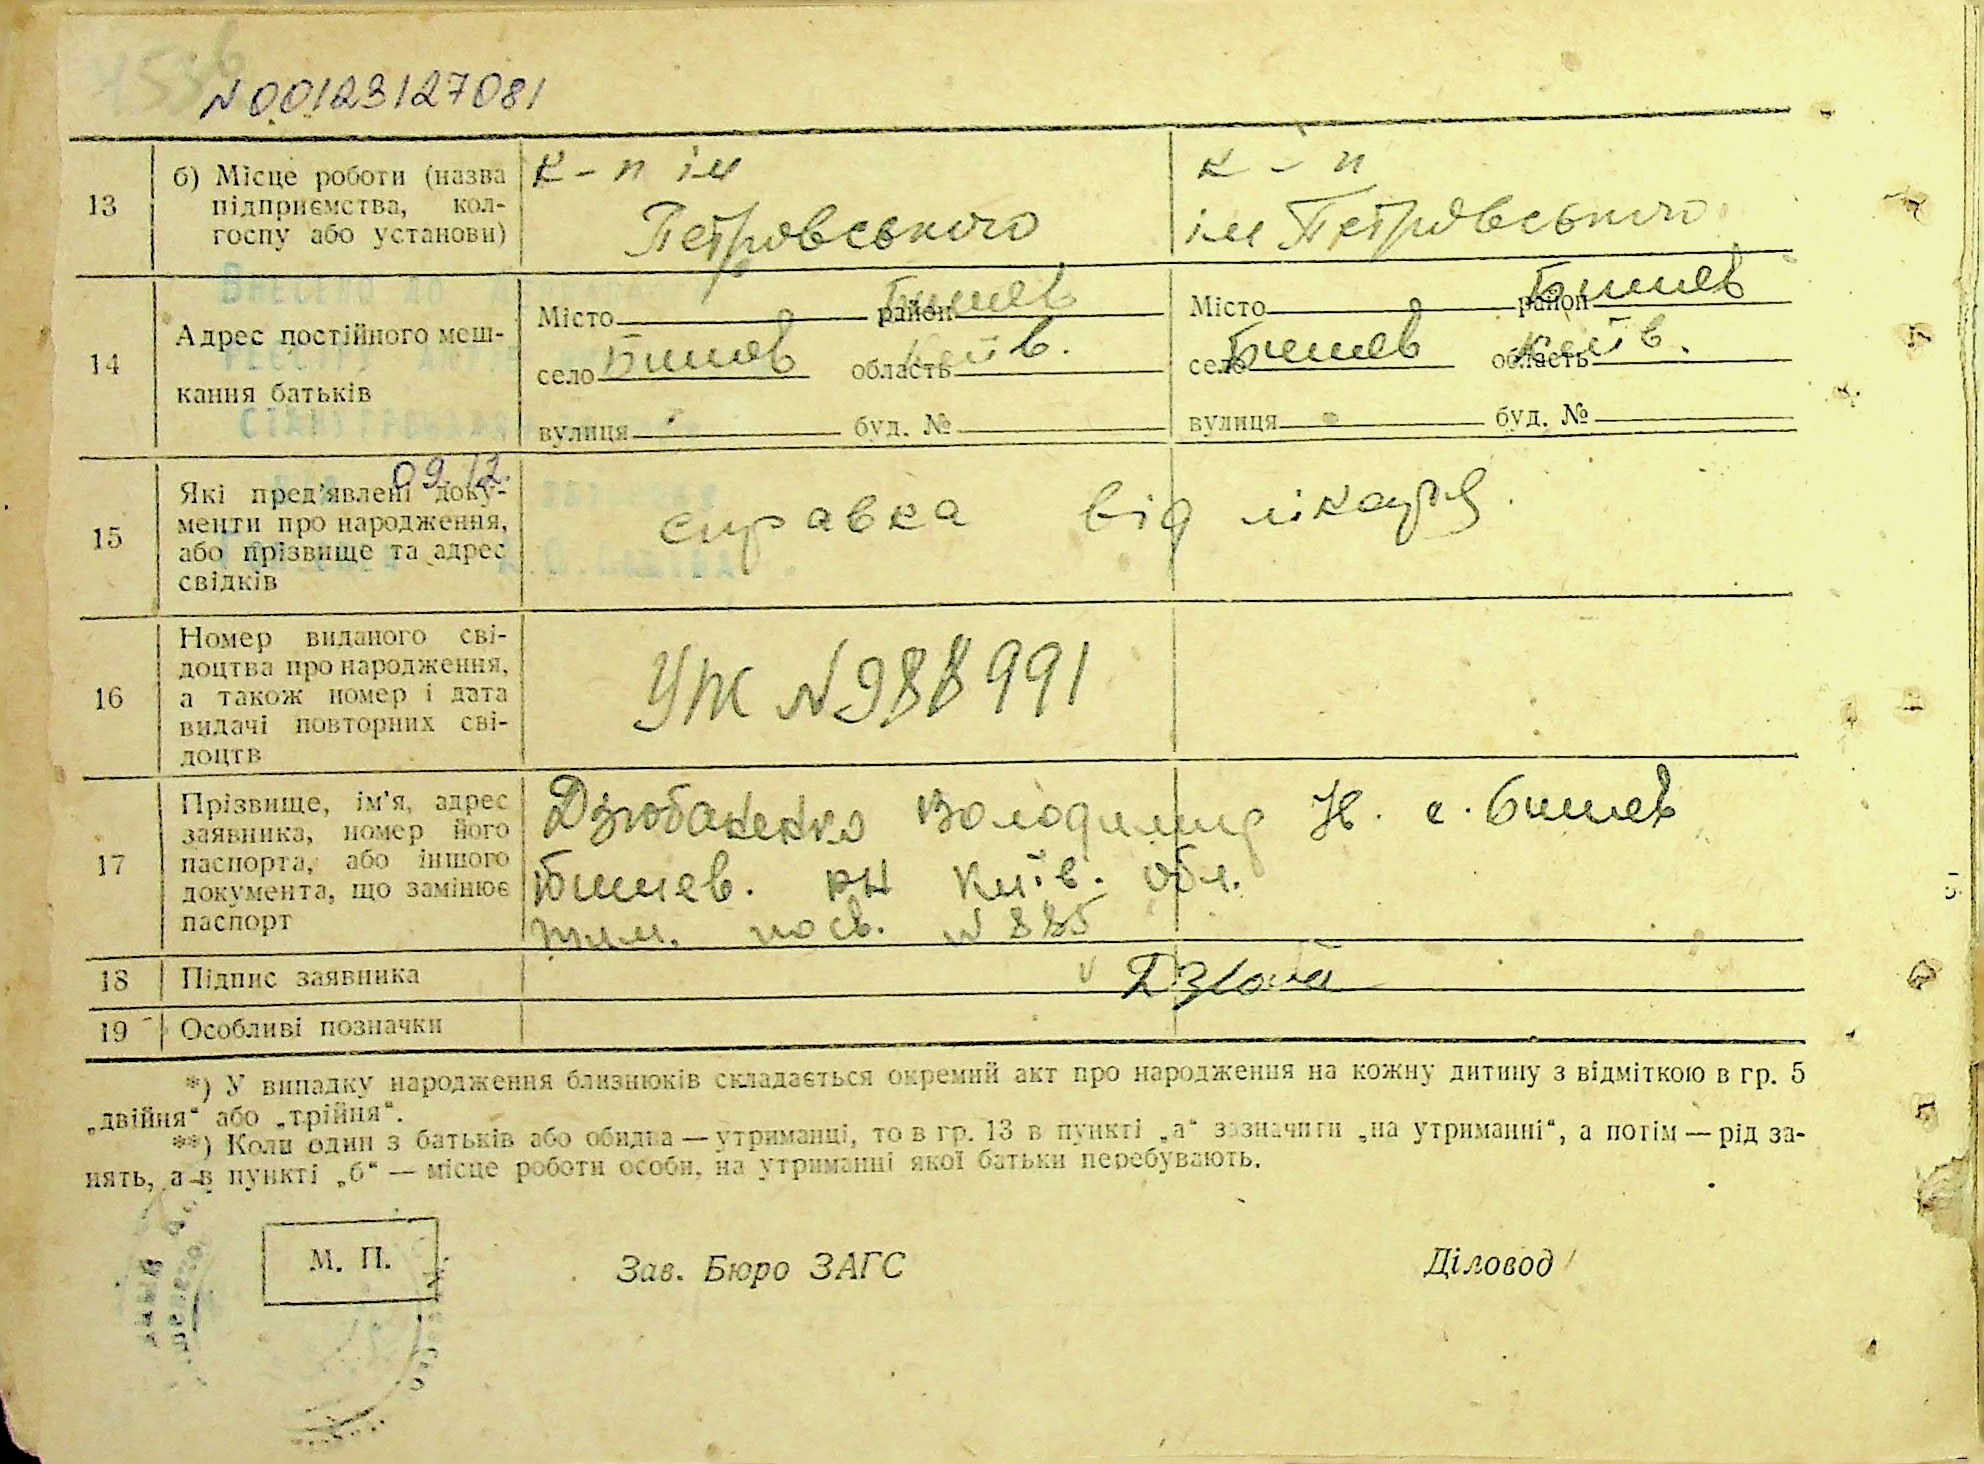 N 00123127081
13 б) Місце роботи (назва підприємства, колгоспу або установи)
к-п ім Петровського
к-п ім Петровського
14 Адрес постійного мешкання батьків
Місто район Бишев
село Бишев область Київ.
вулиця - буд. №
Місто район Бишев
село Бишев область Київ.
вулиця - буд. №
09.12.
15 Які пред'явлені доку-
менти про народження,
або прізвище та адрес
свідків
справка від лікаря.
16 Номер виданого сві-
доцтва про народження,
а також номер і дата
видачі повторних сві-
доцтв
УЖ N 988991
17 Прізвище, ім'я, адрес
заявника, номер його
паспорта, або іншого
документа, що замінює
паспорт
Дзюбаненко Володимир Н. с. Бишев
Бишев. рн Київ. обл.
тим. посв. N 885
18 Підпис заявника
19 Особливі позначки
*) У випадку народження близнюків складається окремий акт про народження на кожну дитину з відміткою в гр. 5
„двійня“ або „трійня“.
**) Коли один з батьків або обидва — утриманці, то в гр. 13 в пункті „а“ зазначити „на утриманні“, а потім — рід за-
нять, а в пункті „б“ — місце роботи особи, на утриманні якої батьки перебувають.
М. П.
Зав. Бюро ЗАГС
Діловод